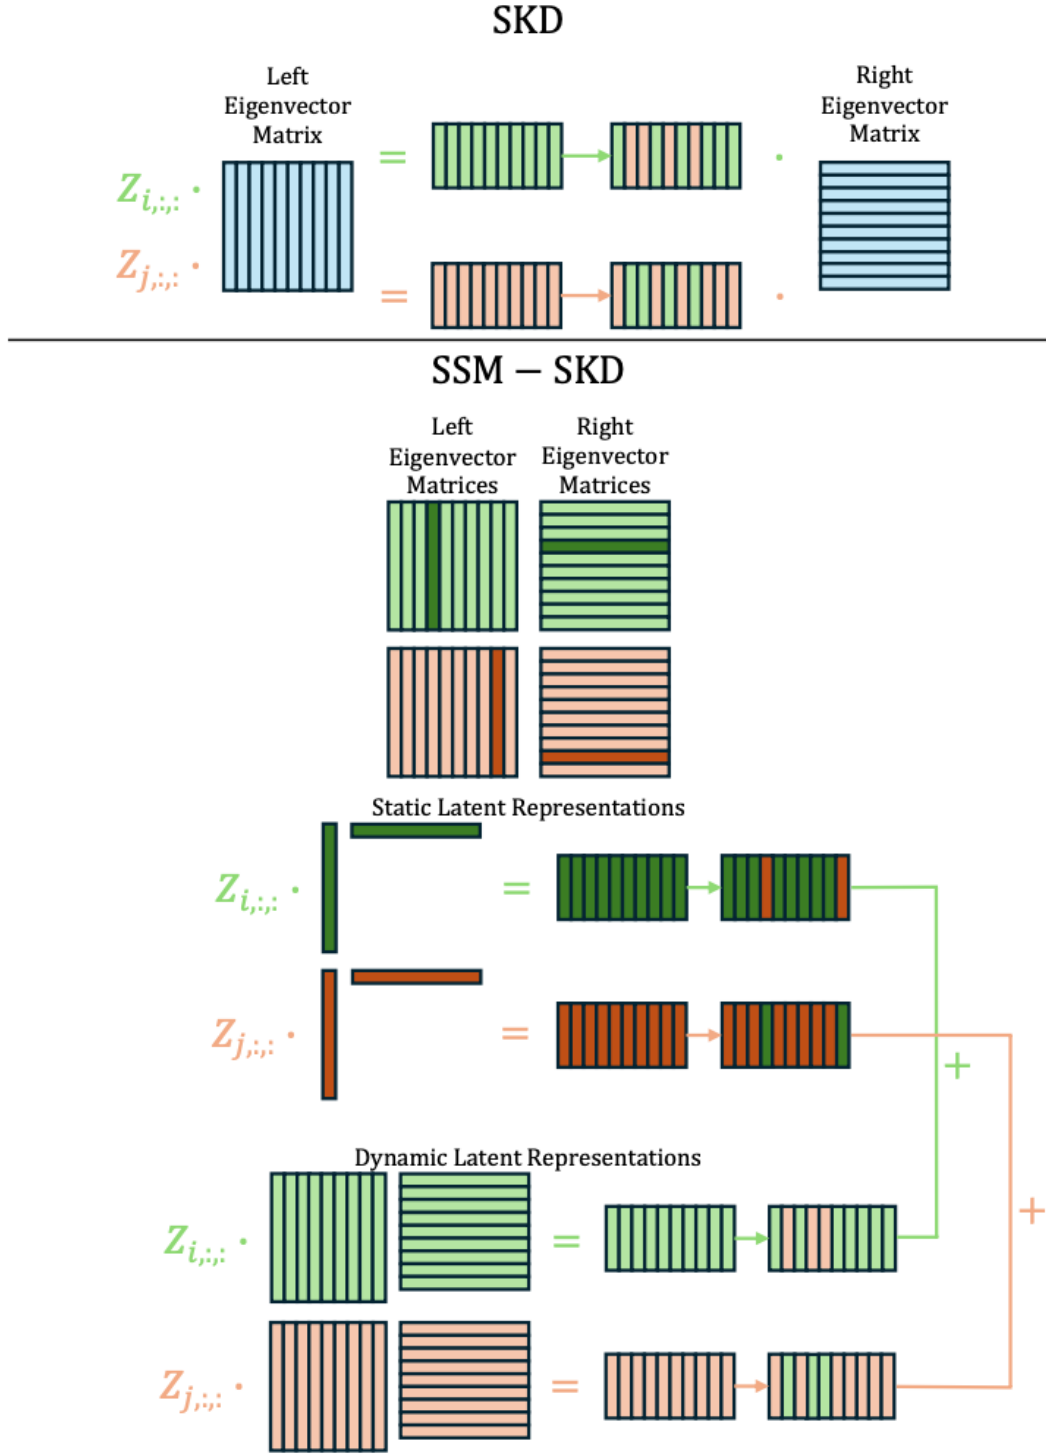 SKD
Left
Eigenvector
Matrix
Right
Eigenvector
Matrix
Z_{i,:,:} · = ·
Z_{j,:,:} · = ·
SSM − SKD
Left
Eigenvector
Matrices
Right
Eigenvector
Matrices
Static Latent Representations
Z_{i,:,:} · =
Z_{j,:,:} · =
+
Dynamic Latent Representations
+
Z_{i,:,:} · =
Z_{j,:,:} · =